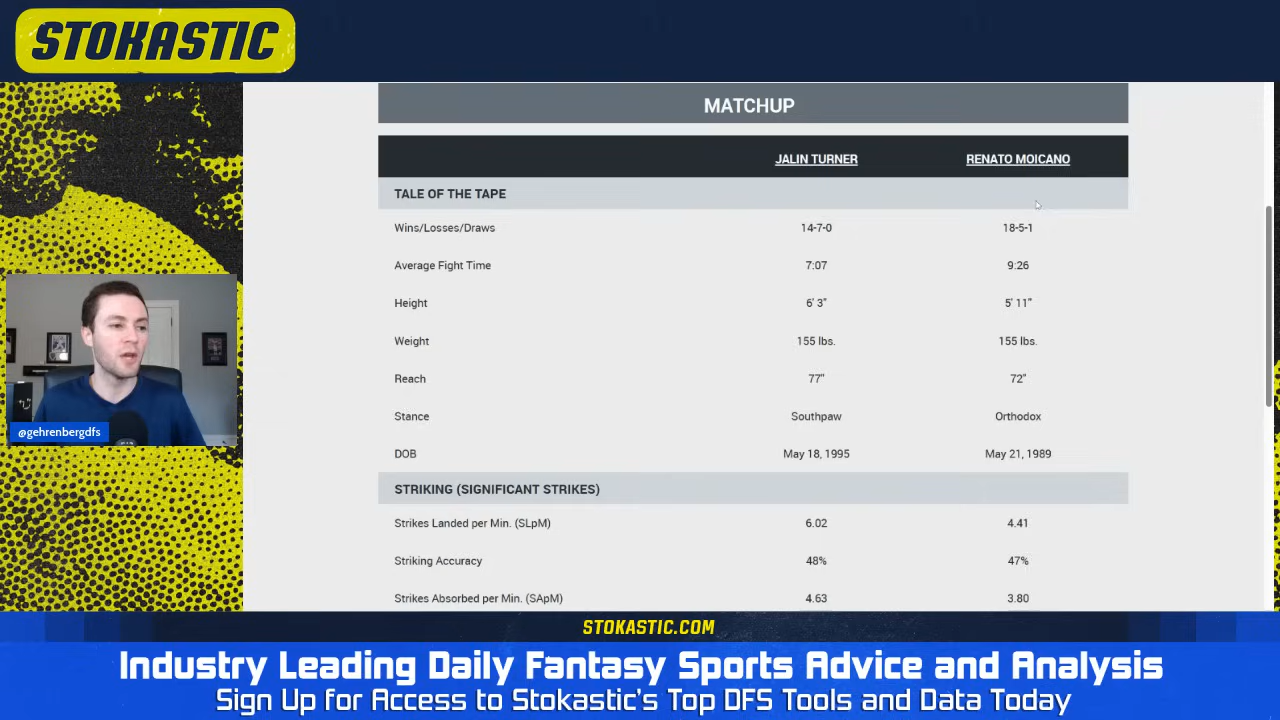 STOKASTIC
MATCHUP
JALIN TURNER RENATO MOICANO
TALE OF THE TAPE
Wins/Losses/Draws 14-7-0 18-5-1
Average Fight Time 7:07 9:26
Height 6' 3" 5' 11"
Weight 155 lbs. 155 lbs.
Reach 77" 72"
Stance Southpaw Orthodox
DOB May 18, 1995 May 21, 1989
STRIKING (SIGNIFICANT STRIKES)
Strikes Landed per Min. (SLpM) 6.02 4.41
Striking Accuracy 48% 47%
Strikes Absorbed per Min. (SApM) 4.63 3.80
@gehrenbergdfs
STOKASTIC.COM
Industry Leading Daily Fantasy Sports Advice and Analysis
Sign Up for Access to Stokastic's Top DFS Tools and Data Today